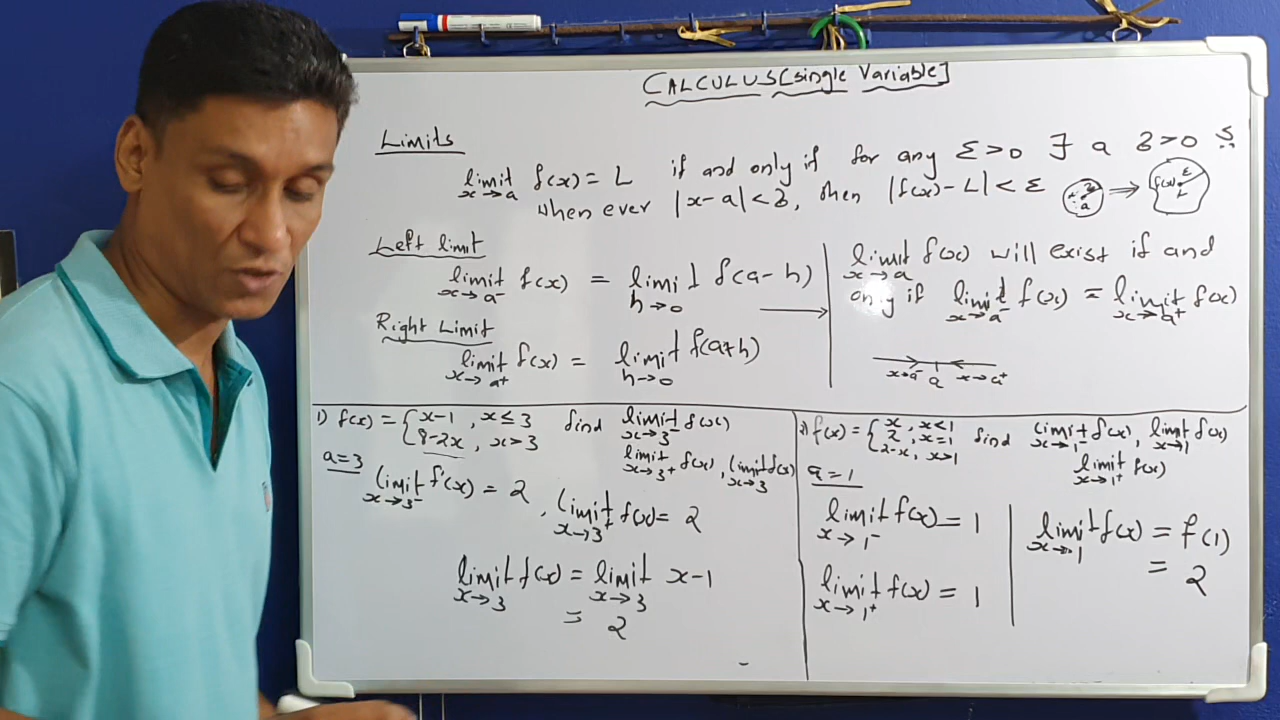 CALCULUS[single Variable]
Limits
limit x→a f(x) = L if and only if for any Ɛ>0 ∃ a δ>0 s
when ever |x-a|<δ, then |f(x)-L|<Ɛ
Left limit
limit x→a⁻ f(x) = limit h→0 f(a-h)
Right Limit
limit x→a⁺ f(x) = limit h→0 f(a+h)
limit x→a f(x) will exist if and
only if limit x→a⁻ f(x) = limit x→a⁺ f(x)
x→a⁻ a x→a⁺
1) f(x) = { x-1, x≤3 find limit x→3⁻ f(x)
8-2x, x>3 limit x→3⁺ f(x), limit x→3 f(x)
a=3
limit x→3⁻ f(x) = 2, limit x→3⁺ f(x) = 2
limit x→3 f(x) = limit x→3 x-1
= 2
2) f(x) = { x, x<1 find limit x→1⁻ f(x), limit x→1 f(x)
2, x=1
2-x, x>1 limit x→1⁺ f(x)
a=1
limit x→1⁻ f(x) = 1
limit x→1⁺ f(x) = 1
limit x→1 f(x) = f(1)
= 2